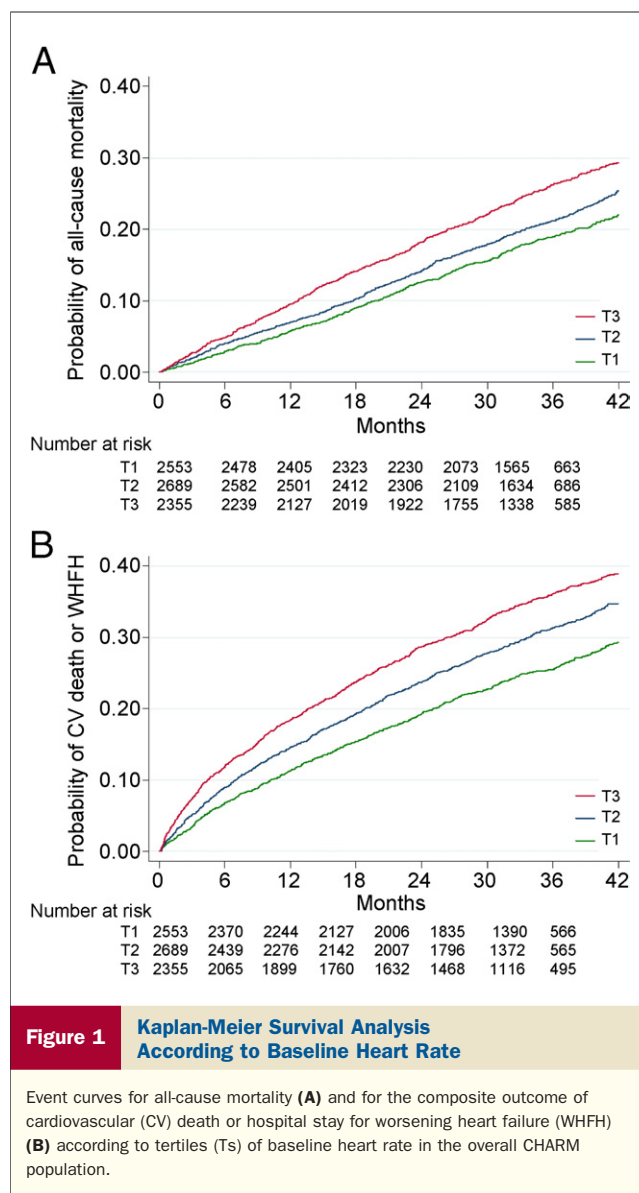 A
0.40
0.30
0.20
0.10
0.00
Probability of all-cause mortality
T3
T2
T1
0 6 12 18 24 30 36 42
Months
Number at risk
T1 2553 2478 2405 2323 2230 2073 1565 663
T2 2689 2582 2501 2412 2306 2109 1634 686
T3 2355 2239 2127 2019 1922 1755 1338 585
B
0.40
0.30
0.20
0.10
0.00
Probability of CV death or WHFH
T3
T2
T1
0 6 12 18 24 30 36 42
Months
Number at risk
T1 2553 2370 2244 2127 2006 1835 1390 566
T2 2689 2439 2276 2142 2007 1796 1372 565
T3 2355 2065 1899 1760 1632 1468 1116 495
Figure 1
Kaplan-Meier Survival Analysis
According to Baseline Heart Rate
Event curves for all-cause mortality (A) and for the composite outcome of
cardiovascular (CV) death or hospital stay for worsening heart failure (WHFH)
(B) according to tertiles (Ts) of baseline heart rate in the overall CHARM
population.